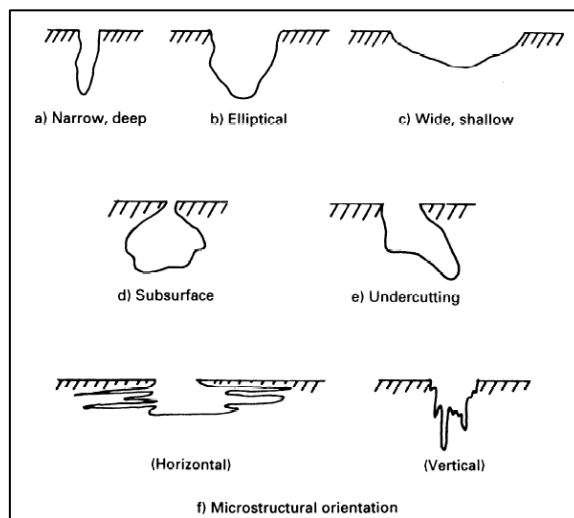 a) Narrow, deep
b) Elliptical
c) Wide, shallow
d) Subsurface
e) Undercutting
(Horizontal)
(Vertical)
f) Microstructural orientation